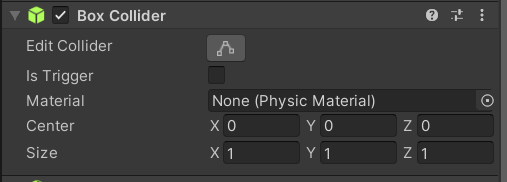 Box Collider
Edit Collider
Is Trigger
Material None (Physic Material)
Center X 0 Y 0 Z 0
Size X 1 Y 1 Z 1